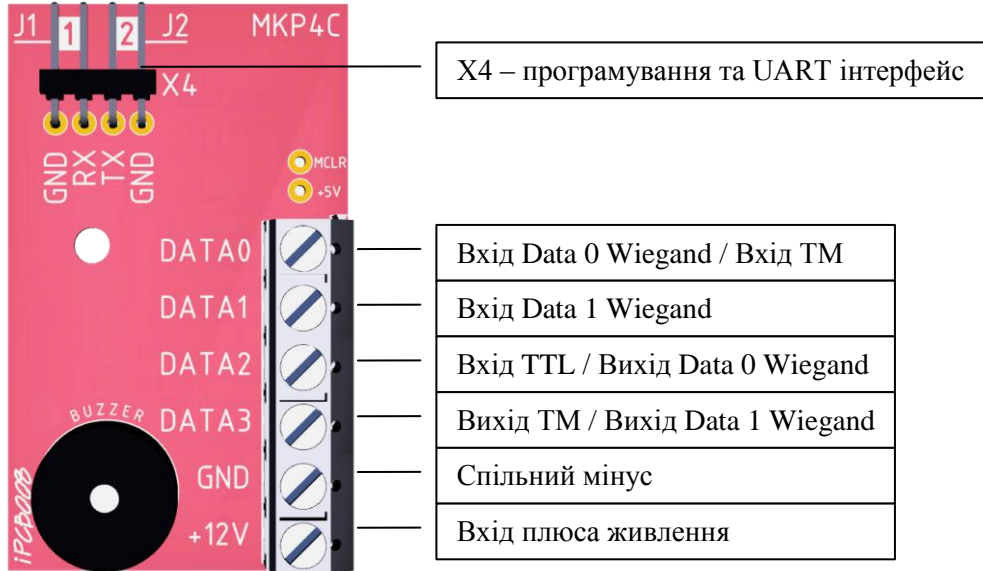 J1 1 2 J2 MKP4C
X4
GND RX TX GND
MCLR
+5V
DATA0
DATA1
DATA2
DATA3
GND
+12V
BUZZER
iPCB008
X4 – програмування та UART інтерфейс
Вхід Data 0 Wiegand / Вхід ТМ
Вхід Data 1 Wiegand
Вхід TTL / Вихід Data 0 Wiegand
Вихід ТМ / Вихід Data 1 Wiegand
Спільний мінус
Вхід плюса живлення